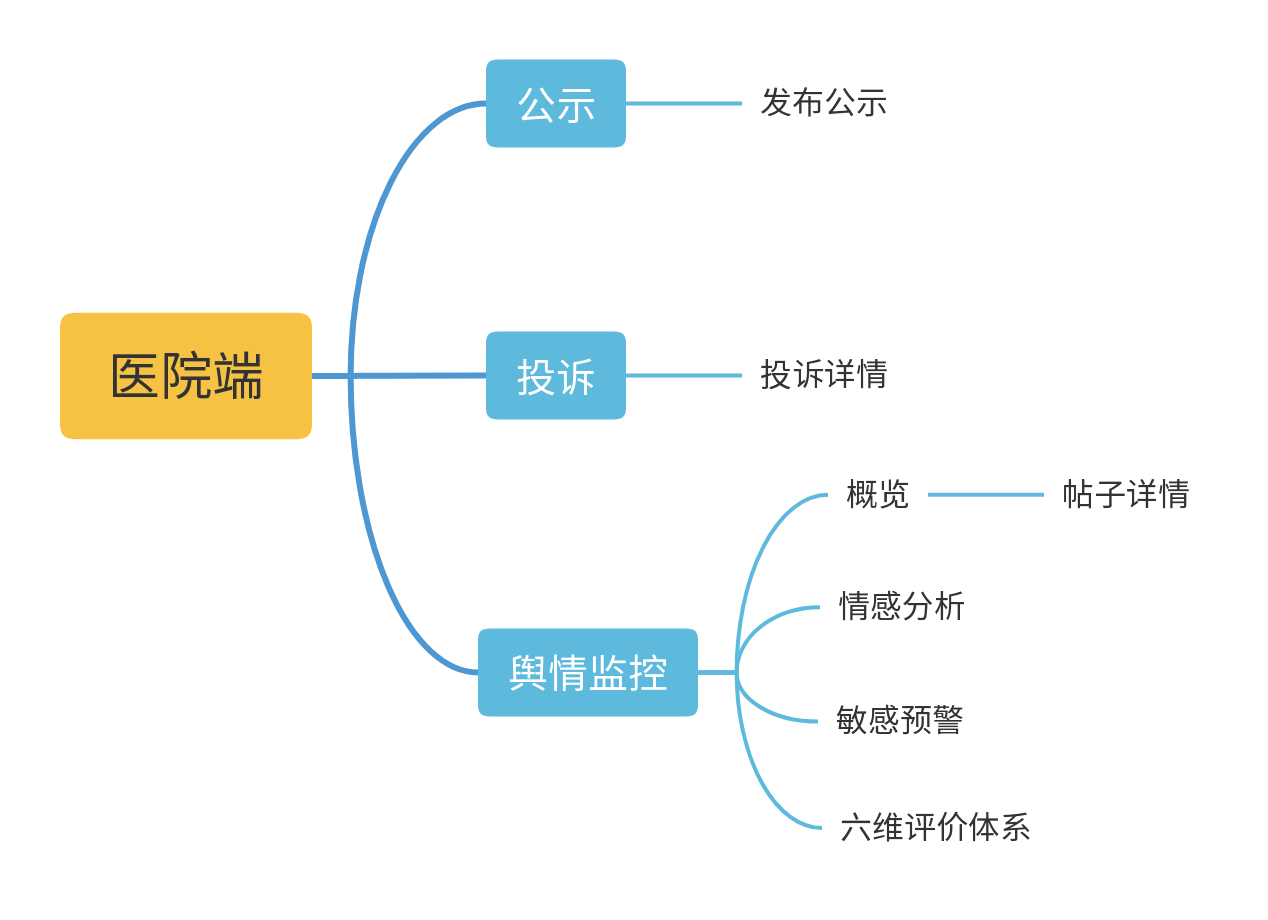 公示
发布公示
医院端
投诉
投诉详情
概览
帖子详情
情感分析
舆情监控
敏感预警
六维评价体系